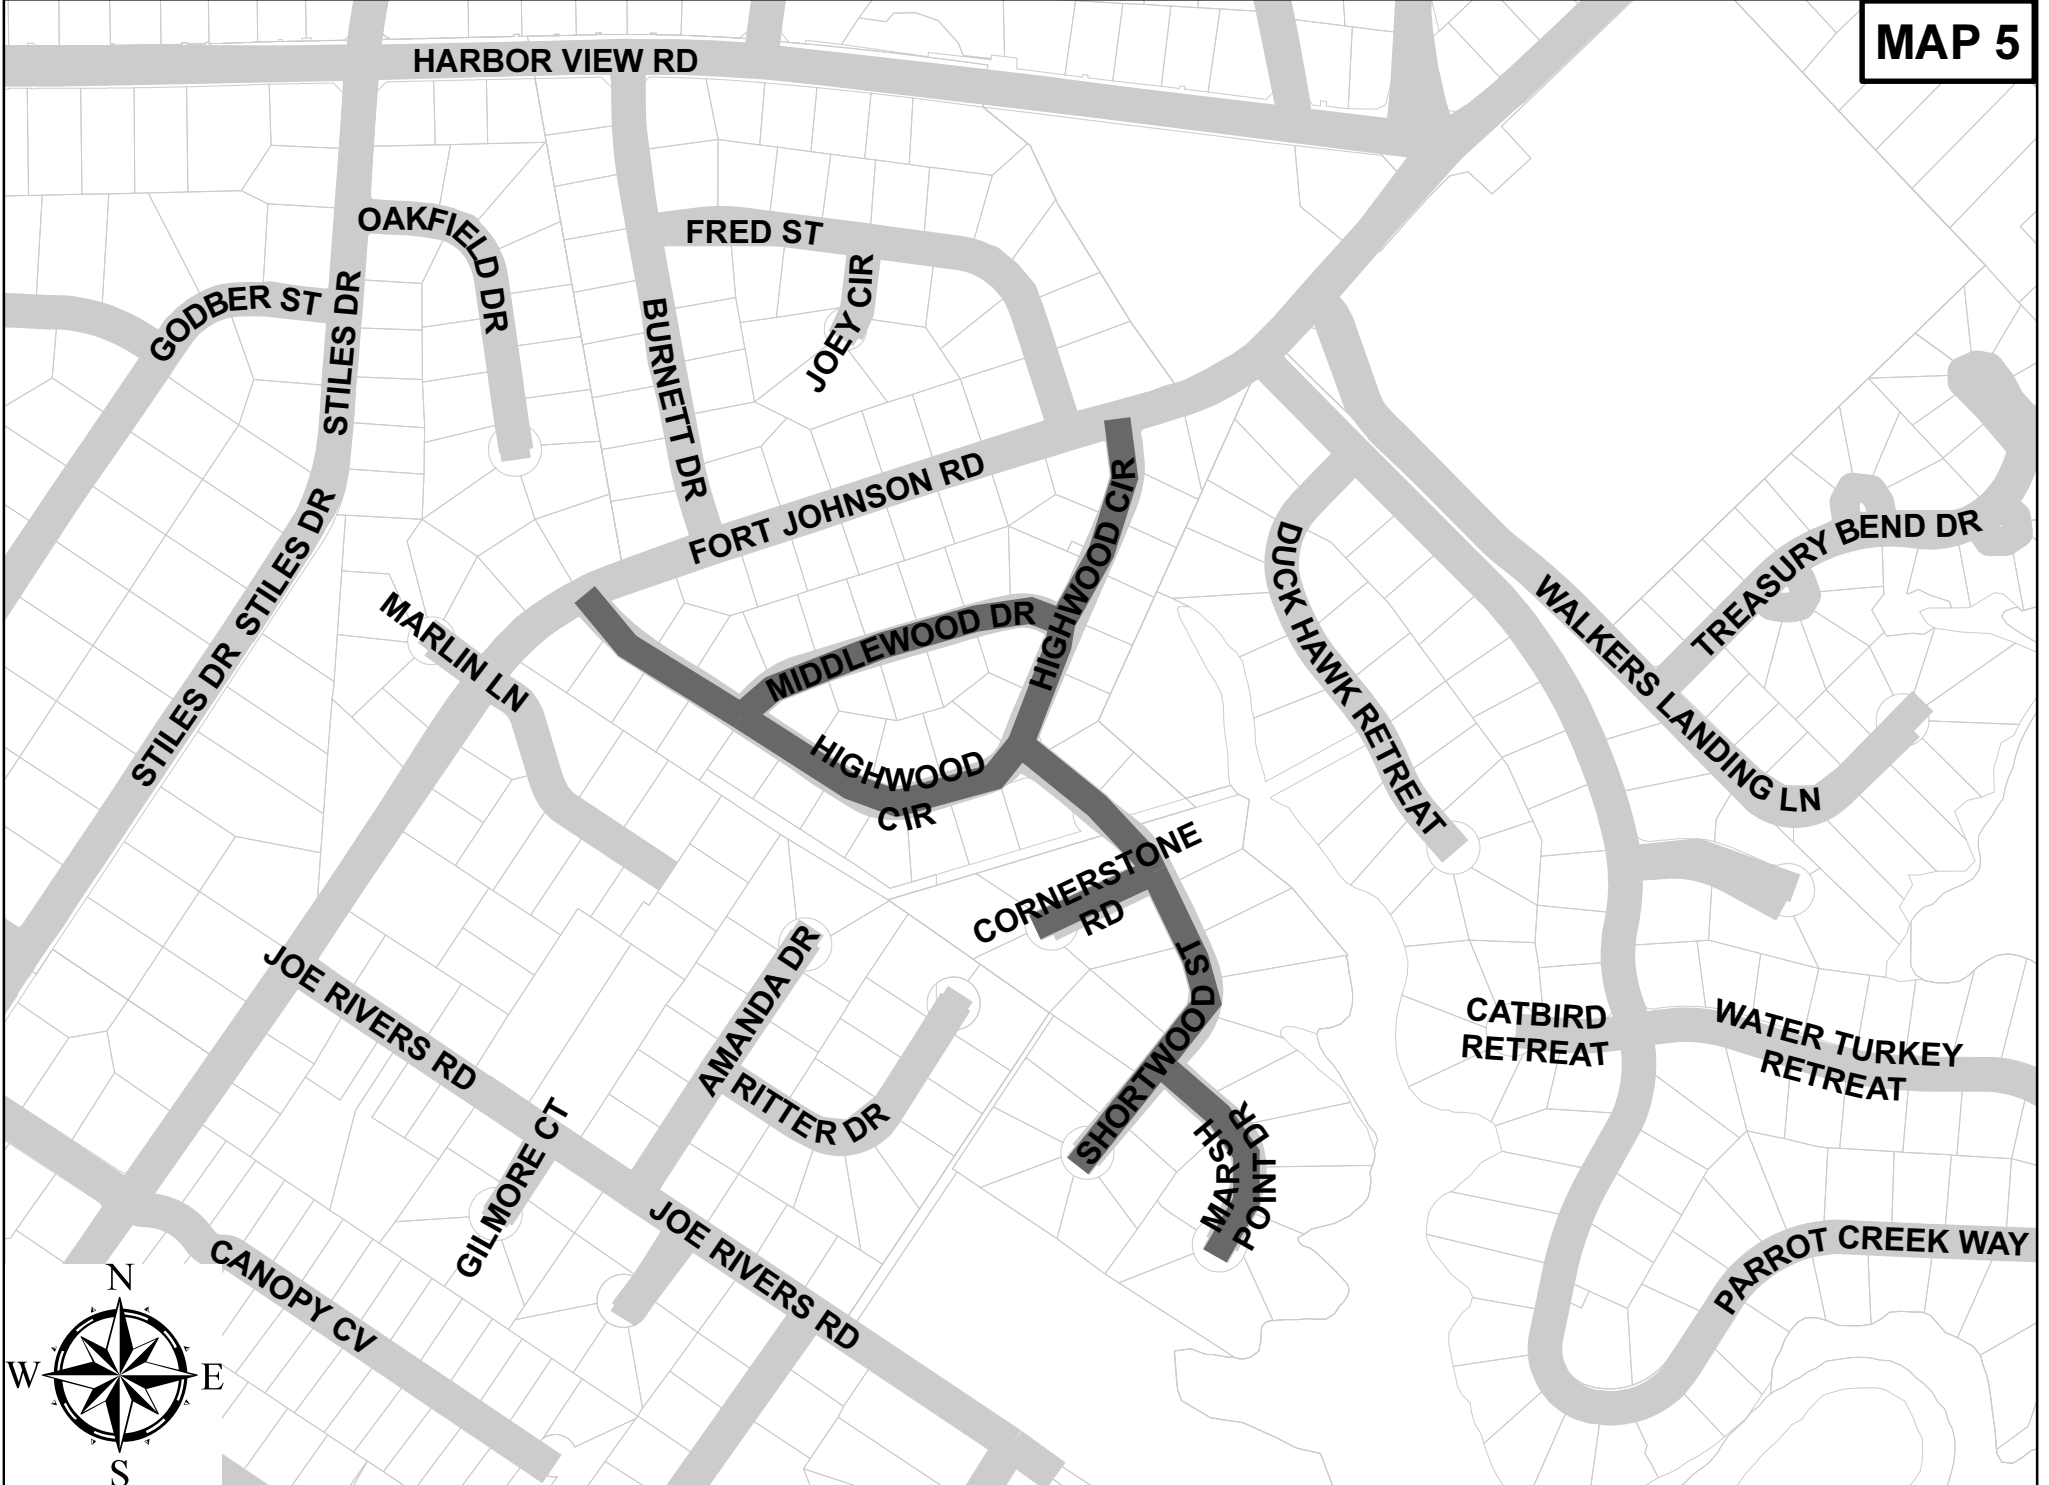 MAP 5
HARBOR VIEW RD
OAKFIELD DR
FRED ST
JOEY CIR
GODBER ST
STILES DR
BURNETT DR
FORT JOHNSON RD
HIGHWOOD CIR
STILES DR
STILES DR
MARLIN LN
MIDDLEWOOD DR
HIGHWOOD CIR
HIGHWOOD
CIR
DUCK HAWK RETREAT
TREASURY BEND DR
WALKERS LANDING LN
CORNERSTONE
RD
SHORTWOOD ST
MARSH
POINT DR
JOE RIVERS RD
AMANDA DR
RITTER DR
GILMORE CT
JOE RIVERS RD
CANOPY CV
CATBIRD
RETREAT
WATER TURKEY
RETREAT
PARROT CREEK WAY
N
W
E
S